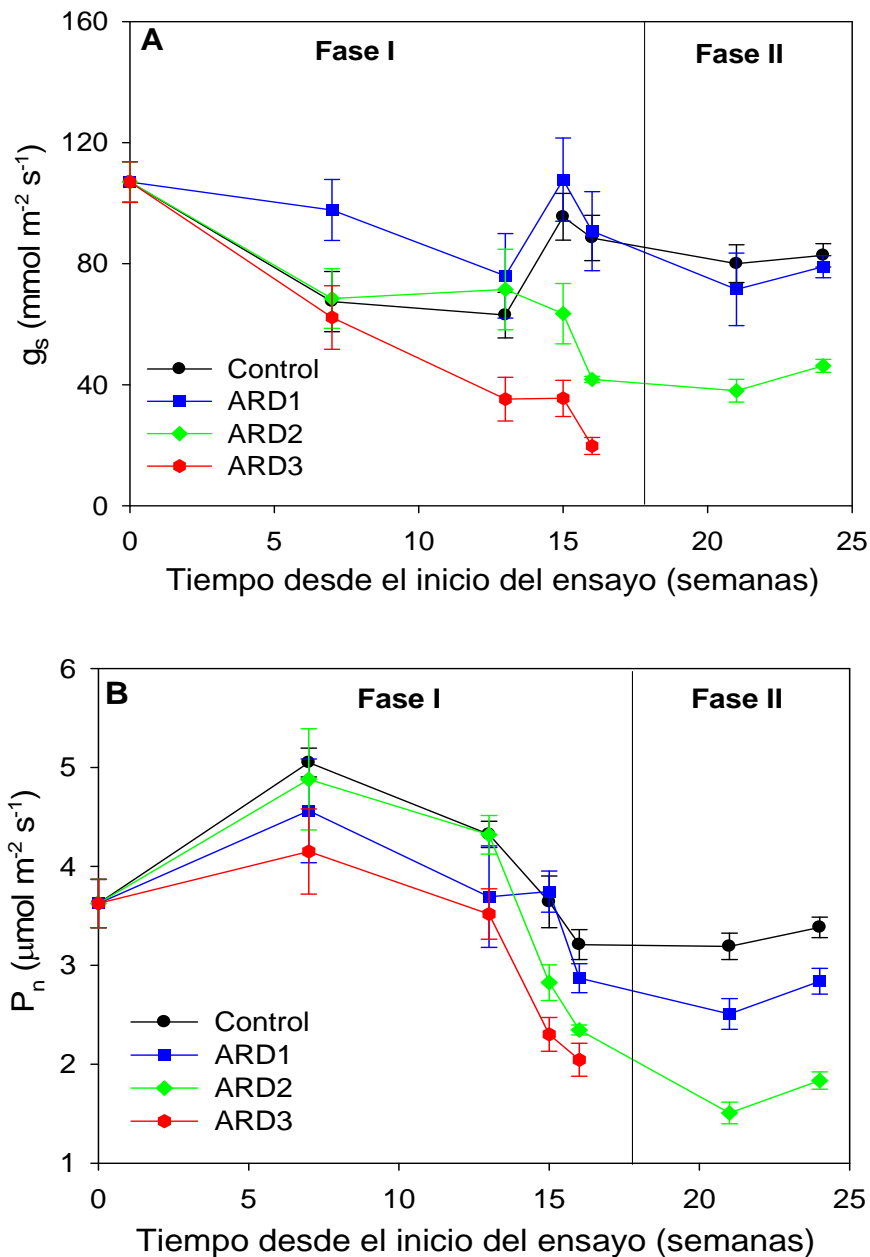 A
Fase I
Fase II
160
120
80
40
0
g_s (mmol m⁻² s⁻¹)
Control
ARD1
ARD2
ARD3
0 5 10 15 20 25
Tiempo desde el inicio del ensayo (semanas)
B
Fase I
Fase II
6
5
4
3
2
1
P_n (μmol m⁻² s⁻¹)
Control
ARD1
ARD2
ARD3
0 5 10 15 20 25
Tiempo desde el inicio del ensayo (semanas)